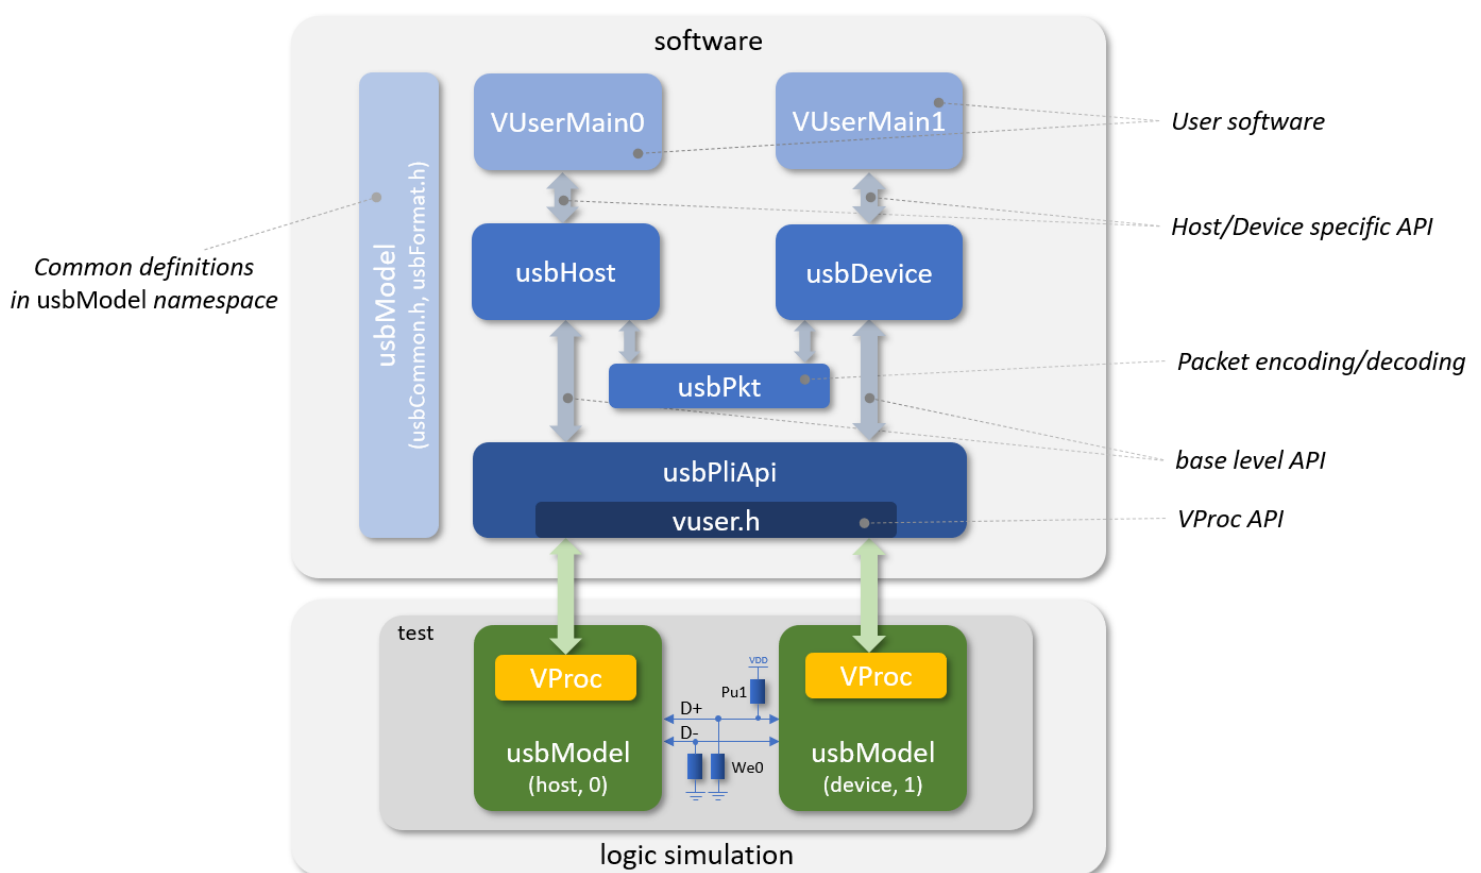 software
VUserMain0
VUserMain1
User software
Host/Device specific API
usbModel
(usbCommon.h, usbFormat.h)
Common definitions
in usbModel namespace
usbHost
usbDevice
Packet encoding/decoding
usbPkt
base level API
usbPliApi
vuser.h
VProc API
test
VProc
VProc
VDD
Pu1
D+
D-
We0
usbModel
(host, 0)
usbModel
(device, 1)
logic simulation